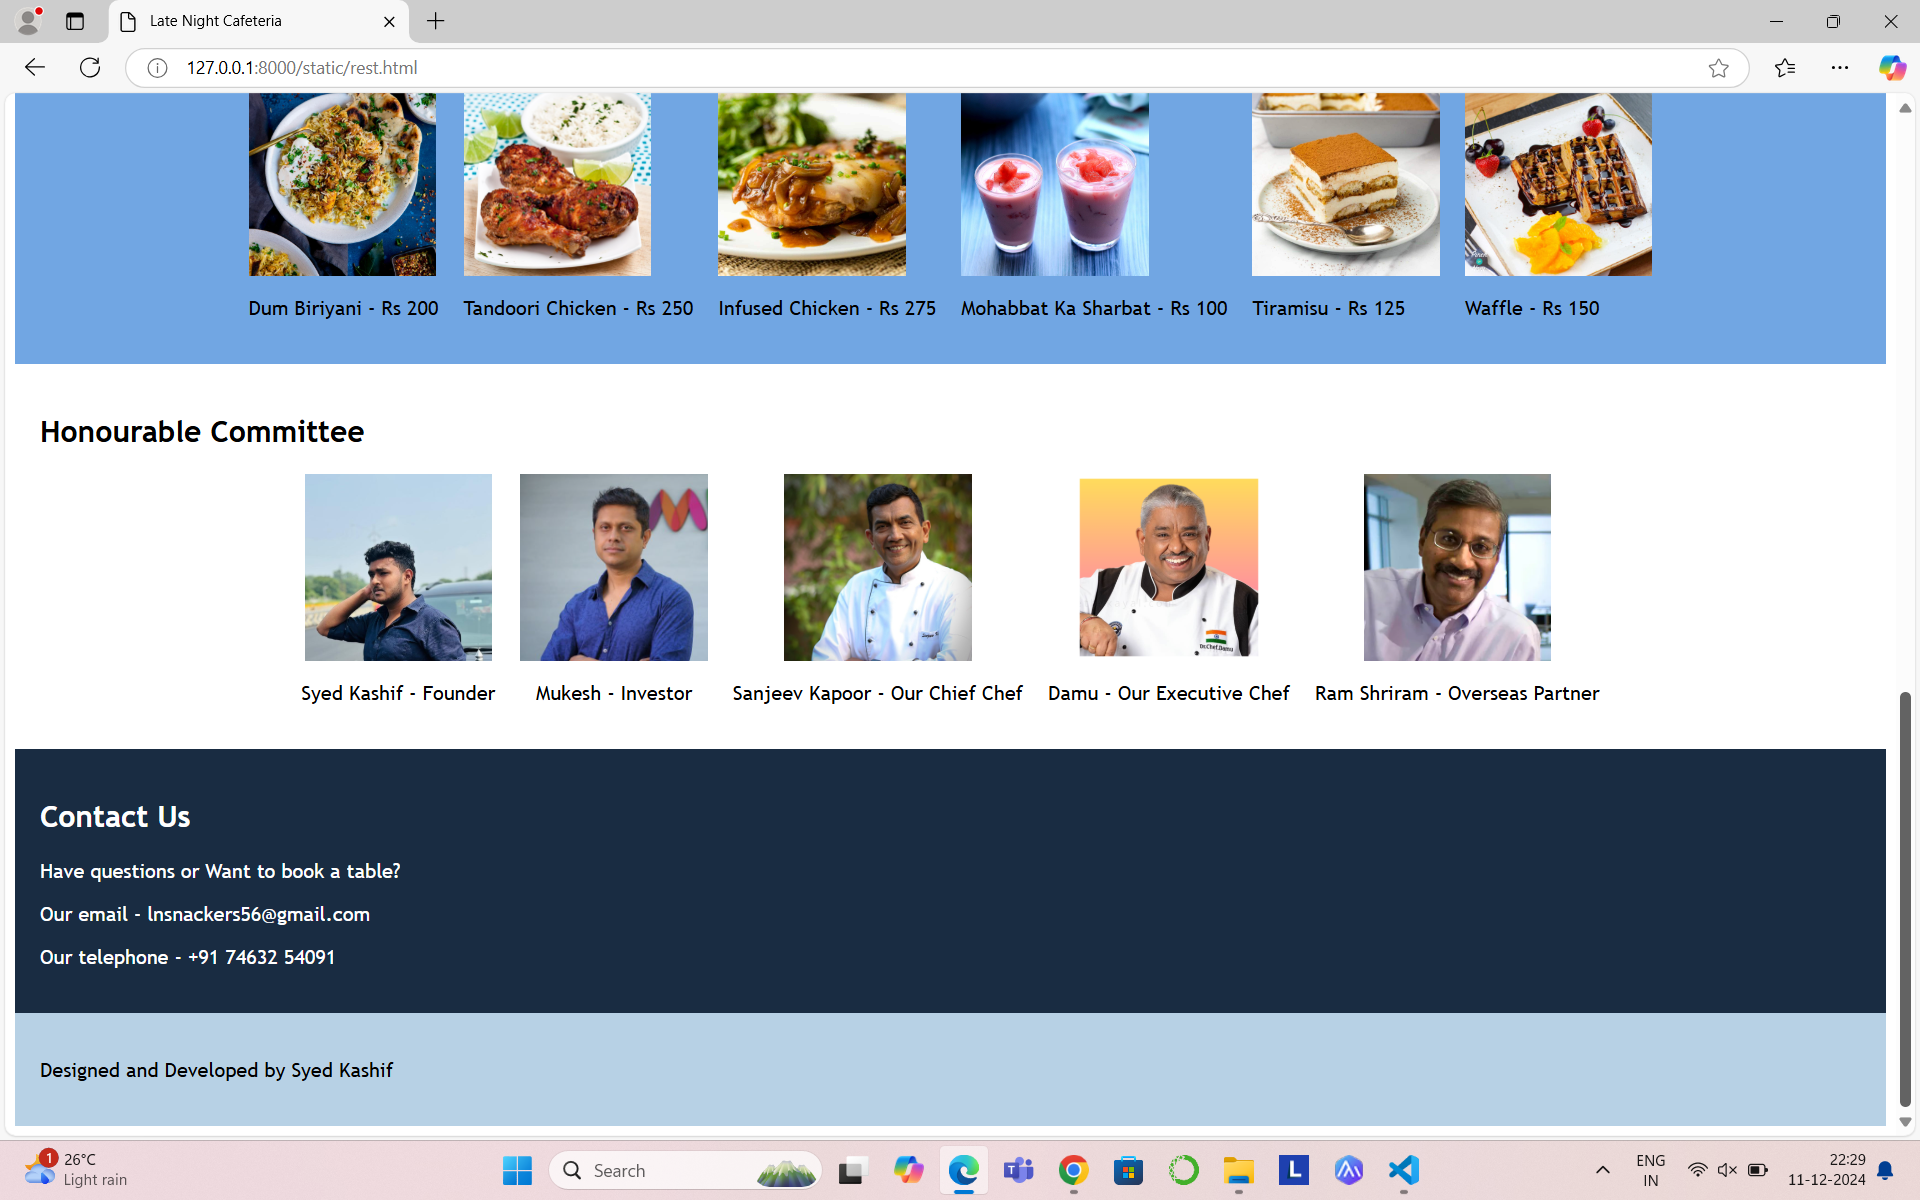 Late Night Cafeteria
127.0.0.1:8000/static/rest.html
Dum Biriyani - Rs 200
Tandoori Chicken - Rs 250
Infused Chicken - Rs 275
Mohabbat Ka Sharbat - Rs 100
Tiramisu - Rs 125
Waffle - Rs 150
Honourable Committee
Dr.Chef.Damu
Syed Kashif - Founder
Mukesh - Investor
Sanjeev Kapoor - Our Chief Chef
Damu - Our Executive Chef
Ram Shriram - Overseas Partner
Contact Us
Have questions or Want to book a table?
Our email - lnsnackers56@gmail.com
Our telephone - +91 74632 54091
Designed and Developed by Syed Kashif
1
26°C
Light rain
Search
L
ENG
IN
22:29
11-12-2024